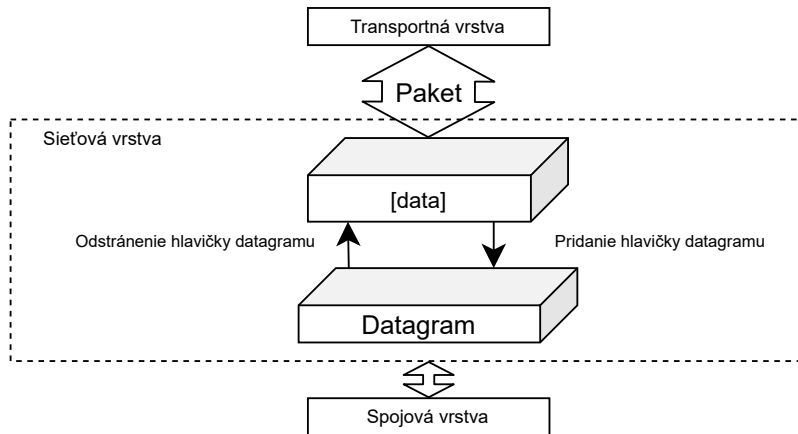 Transportná vrstva
Paket
Sieťová vrstva
[data]
Odstránenie hlavičky datagramu
Pridanie hlavičky datagramu
Datagram
Spojová vrstva